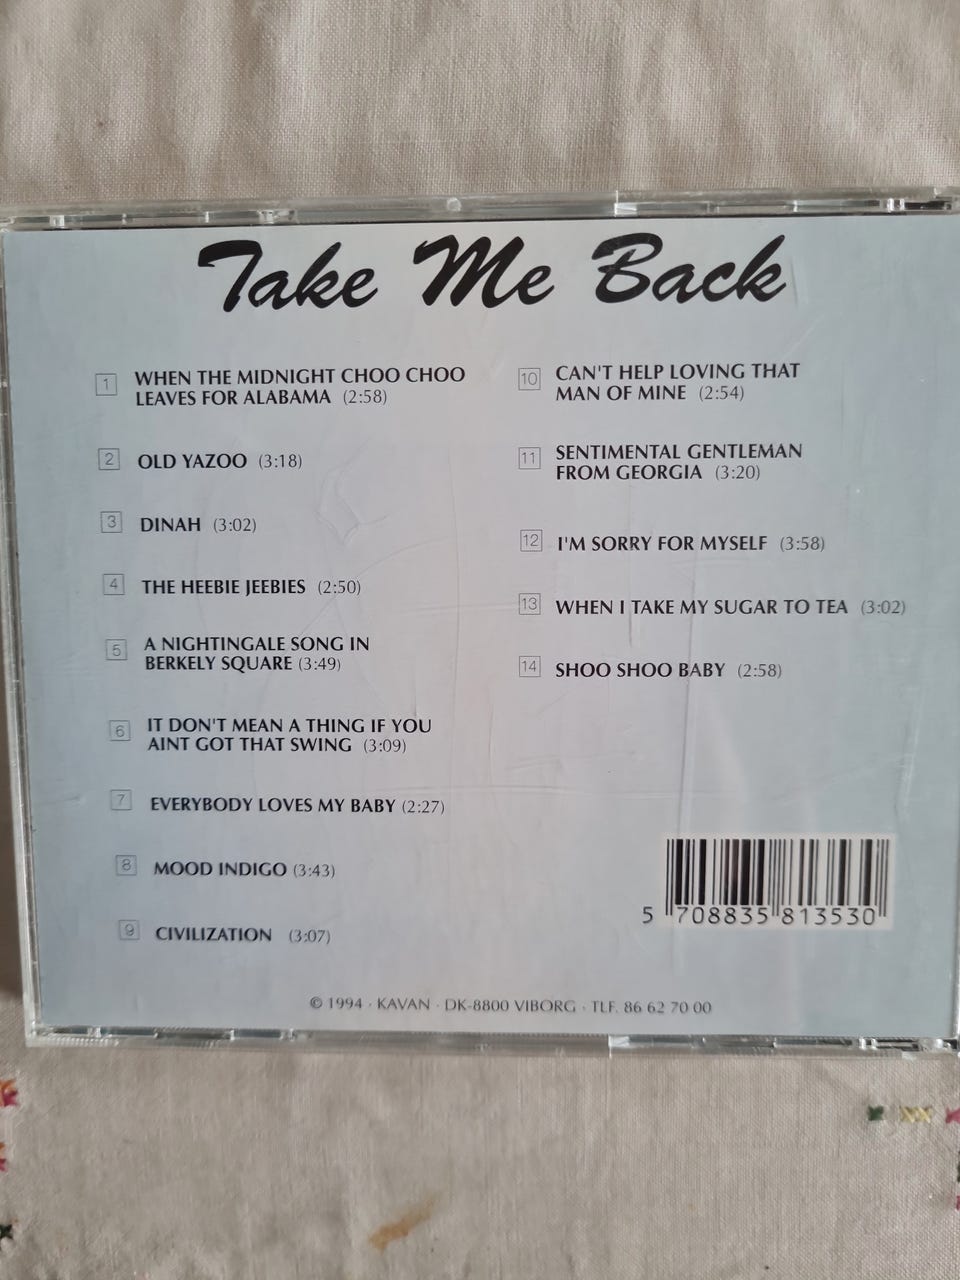 Take Me Back
1 WHEN THE MIDNIGHT CHOO CHOO
LEAVES FOR ALABAMA (2:58)
2 OLD YAZOO (3:18)
3 DINAH (3:02)
4 THE HEEBIE JEEBIES (2:50)
5 A NIGHTINGALE SONG IN
BERKELY SQUARE (3:49)
6 IT DON'T MEAN A THING IF YOU
AINT GOT THAT SWING (3:09)
7 EVERYBODY LOVES MY BABY (2:27)
8 MOOD INDIGO (3:43)
9 CIVILIZATION (3:07)
10 CAN'T HELP LOVING THAT
MAN OF MINE (2:54)
11 SENTIMENTAL GENTLEMAN
FROM GEORGIA (3:20)
12 I'M SORRY FOR MYSELF (3:58)
13 WHEN I TAKE MY SUGAR TO TEA (3:02)
14 SHOO SHOO BABY (2:58)
5 708835 813530
© 1994 · KAVAN · DK-8800 VIBORG · TLF. 86 62 70 00